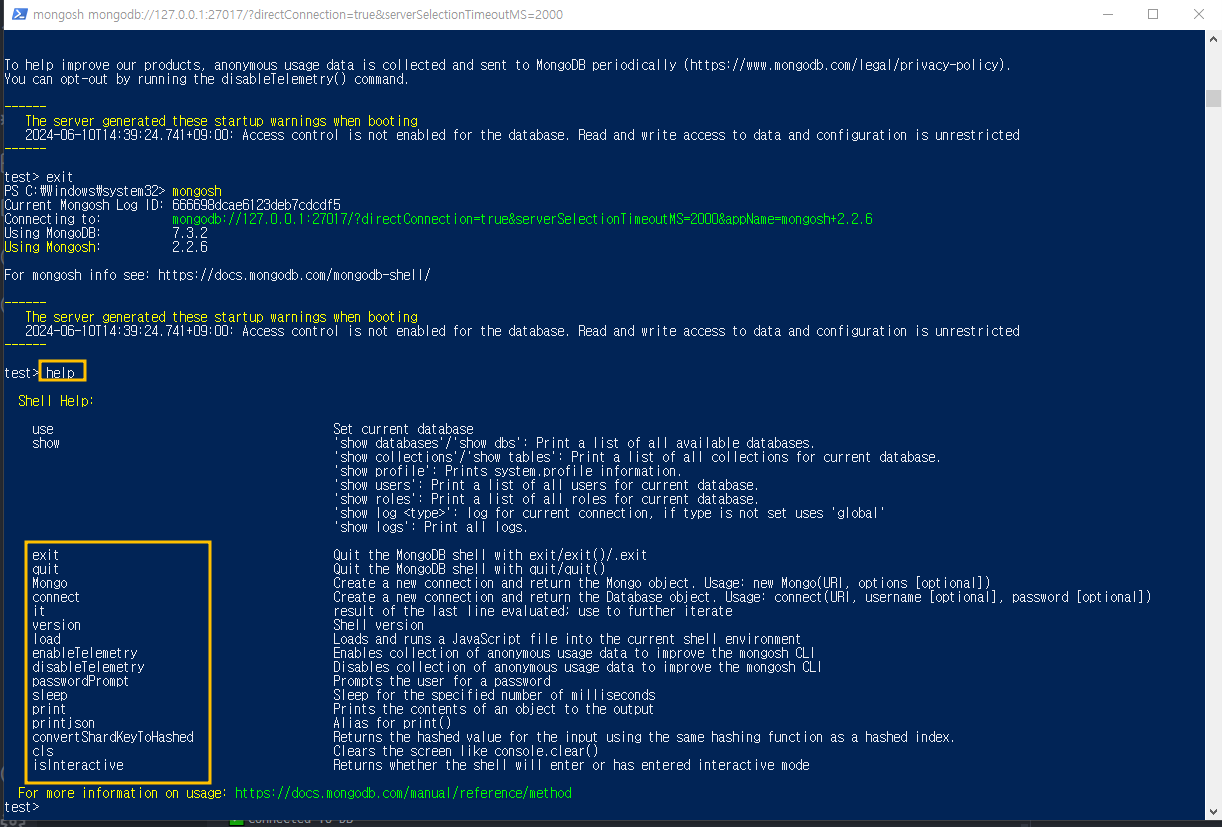 mongosh mongodb://127.0.0.1:27017/?directConnection=true&serverSelectionTimeoutMS=2000
To help improve our products, anonymous usage data is collected and sent to MongoDB periodically (https://www.mongodb.com/legal/privacy-policy).
You can opt-out by running the disableTelemetry() command.
------
The server generated these startup warnings when booting
2024-06-10T14:39:24.741+09:00: Access control is not enabled for the database. Read and write access to data and configuration is unrestricted
------
test> exit
PS C:₩Windows₩system32> mongosh
Current Mongosh Log ID: 666698dcae6123deb7cdcdf5
Connecting to: mongodb://127.0.0.1:27017/?directConnection=true&serverSelectionTimeoutMS=2000&appName=mongosh+2.2.6
Using MongoDB: 7.3.2
Using Mongosh: 2.2.6
For mongosh info see: https://docs.mongodb.com/mongodb-shell/
------
The server generated these startup warnings when booting
2024-06-10T14:39:24.741+09:00: Access control is not enabled for the database. Read and write access to data and configuration is unrestricted
------
test> help
Shell Help:
use Set current database
show 'show databases'/'show dbs': Print a list of all available databases.
'show collections'/'show tables': Print a list of all collections for current database.
'show profile': Prints system.profile information.
'show users': Print a list of all users for current database.
'show roles': Print a list of all roles for current database.
'show log <type>': log for current connection, if type is not set uses 'global'
'show logs': Print all logs.
exit Quit the MongoDB shell with exit/exit()/.exit
quit Quit the MongoDB shell with quit/quit()
Mongo Create a new connection and return the Mongo object. Usage: new Mongo(URI, options [optional])
connect Create a new connection and return the Database object. Usage: connect(URI, username [optional], password [optional])
it result of the last line evaluated; use to further iterate
version Shell version
load Loads and runs a JavaScript file into the current shell environment
enableTelemetry Enables collection of anonymous usage data to improve the mongosh CLI
disableTelemetry Disables collection of anonymous usage data to improve the mongosh CLI
passwordPrompt Prompts the user for a password
sleep Sleep for the specified number of milliseconds
print Prints the contents of an object to the output
printjson Alias for print()
convertShardKeyToHashed Returns the hashed value for the input using the same hashing function as a hashed index.
cls Clears the screen like console.clear()
isInteractive Returns whether the shell will enter or has entered interactive mode
For more information on usage: https://docs.mongodb.com/manual/reference/method
test>